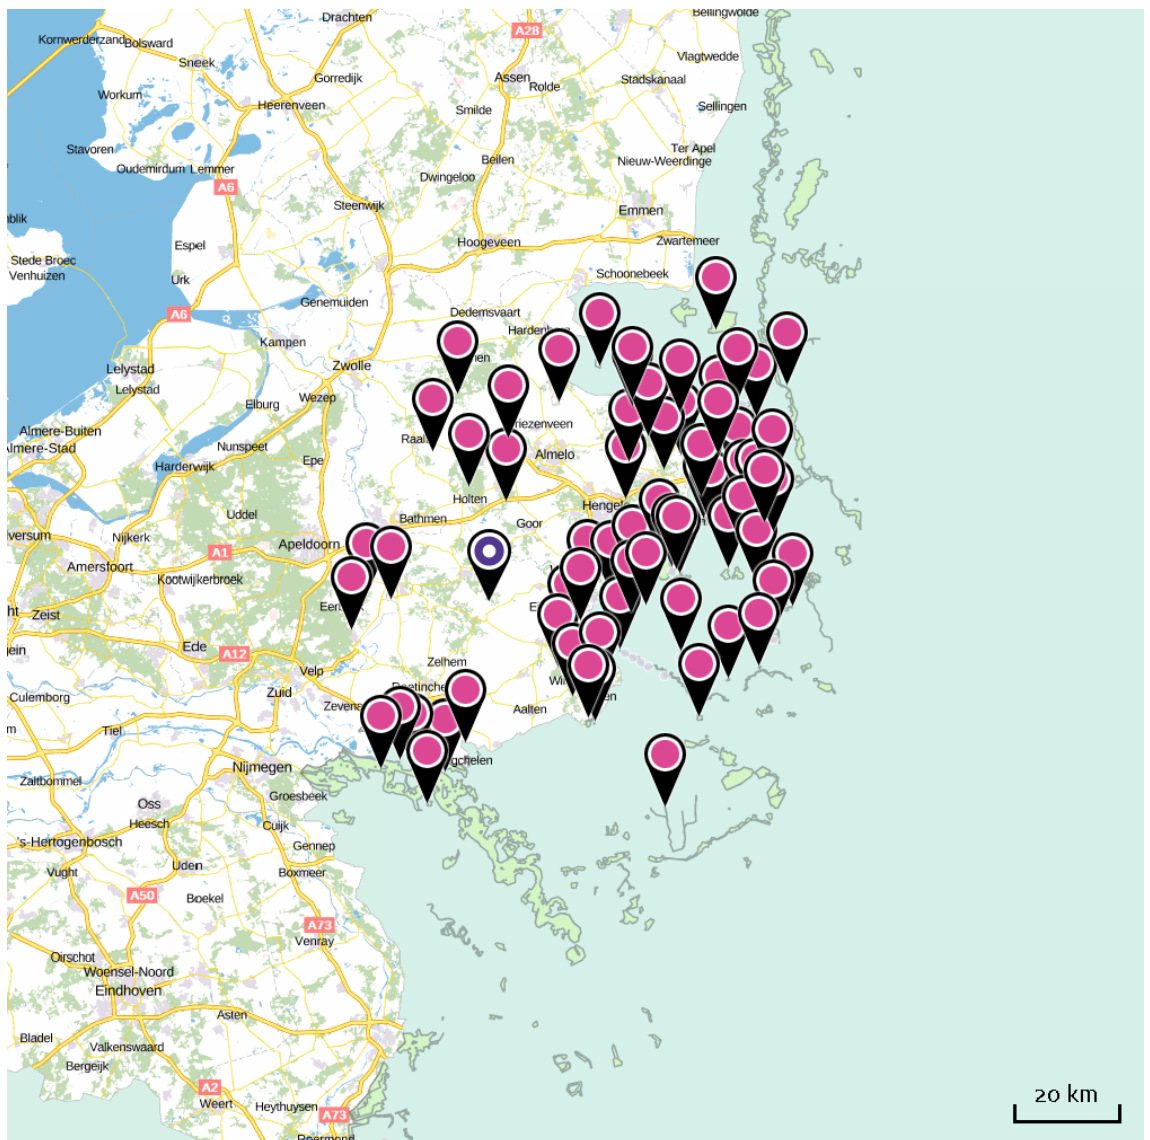 Bellingwolde
Drachten
A28
Kornwerderzand
Bolsward
Sneek
Vlagtwedde
Gorredijk
Assen
Rolde
Stadskanaal
Workum
Heerenveen
Smilde
Sellingen
Stavoren
Ter Apel
Beilen
Nieuw-Weerdinge
Oudemirdum
Lemmer
Dwingeloo
A6
Steenwijk
Emmen
Espel
Hoogeveen
Zwartemeer
Stede Broec
Venhuizen
Urk
Schoonebeek
Genemuiden
A6
Dedemsvaart
Kampen
Lelystad
Zwolle
Lelystad
Elburg
Wezep
Almere-Buiten
Nunspeet
Almelo
Harderwijk
Epe
Holten
Uddel
Bathmen
Goor
Nijkerk
Apeldoorn
A1
Amersfoort
Kootwijkerbroek
Zeist
Ede
A12
Velp
Zelhem
Zuid
Culemborg
Aalten
Tiel
Nijmegen
Zaltbommel
Groesbeek
Oss
Heesch
Cuijk
's-Hertogenbosch
Gennep
Vught
Uden
Boxmeer
A50
Boekel
A73
Venray
Oirschot
Woensel-Noord
Eindhoven
Asten
Bladel
Valkenswaard
Bergeijk
A2
Weert
Heythuysen
A73
Roermond
20 km